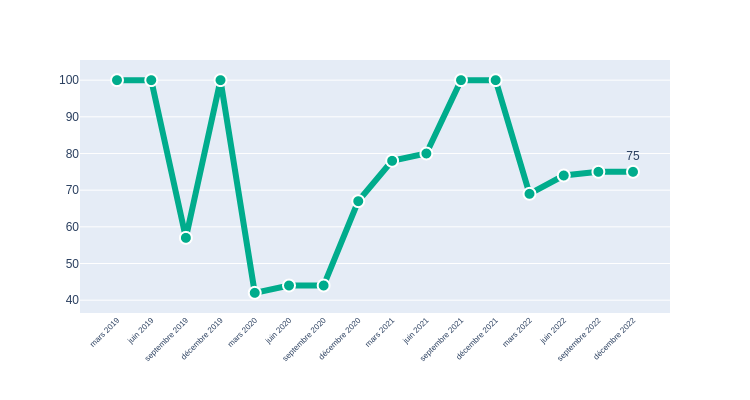 100
90
80
70
60
50
40
75
mars 2019
juin 2019
septembre 2019
décembre 2019
mars 2020
juin 2020
septembre 2020
décembre 2020
mars 2021
juin 2021
septembre 2021
décembre 2021
mars 2022
juin 2022
septembre 2022
décembre 2022